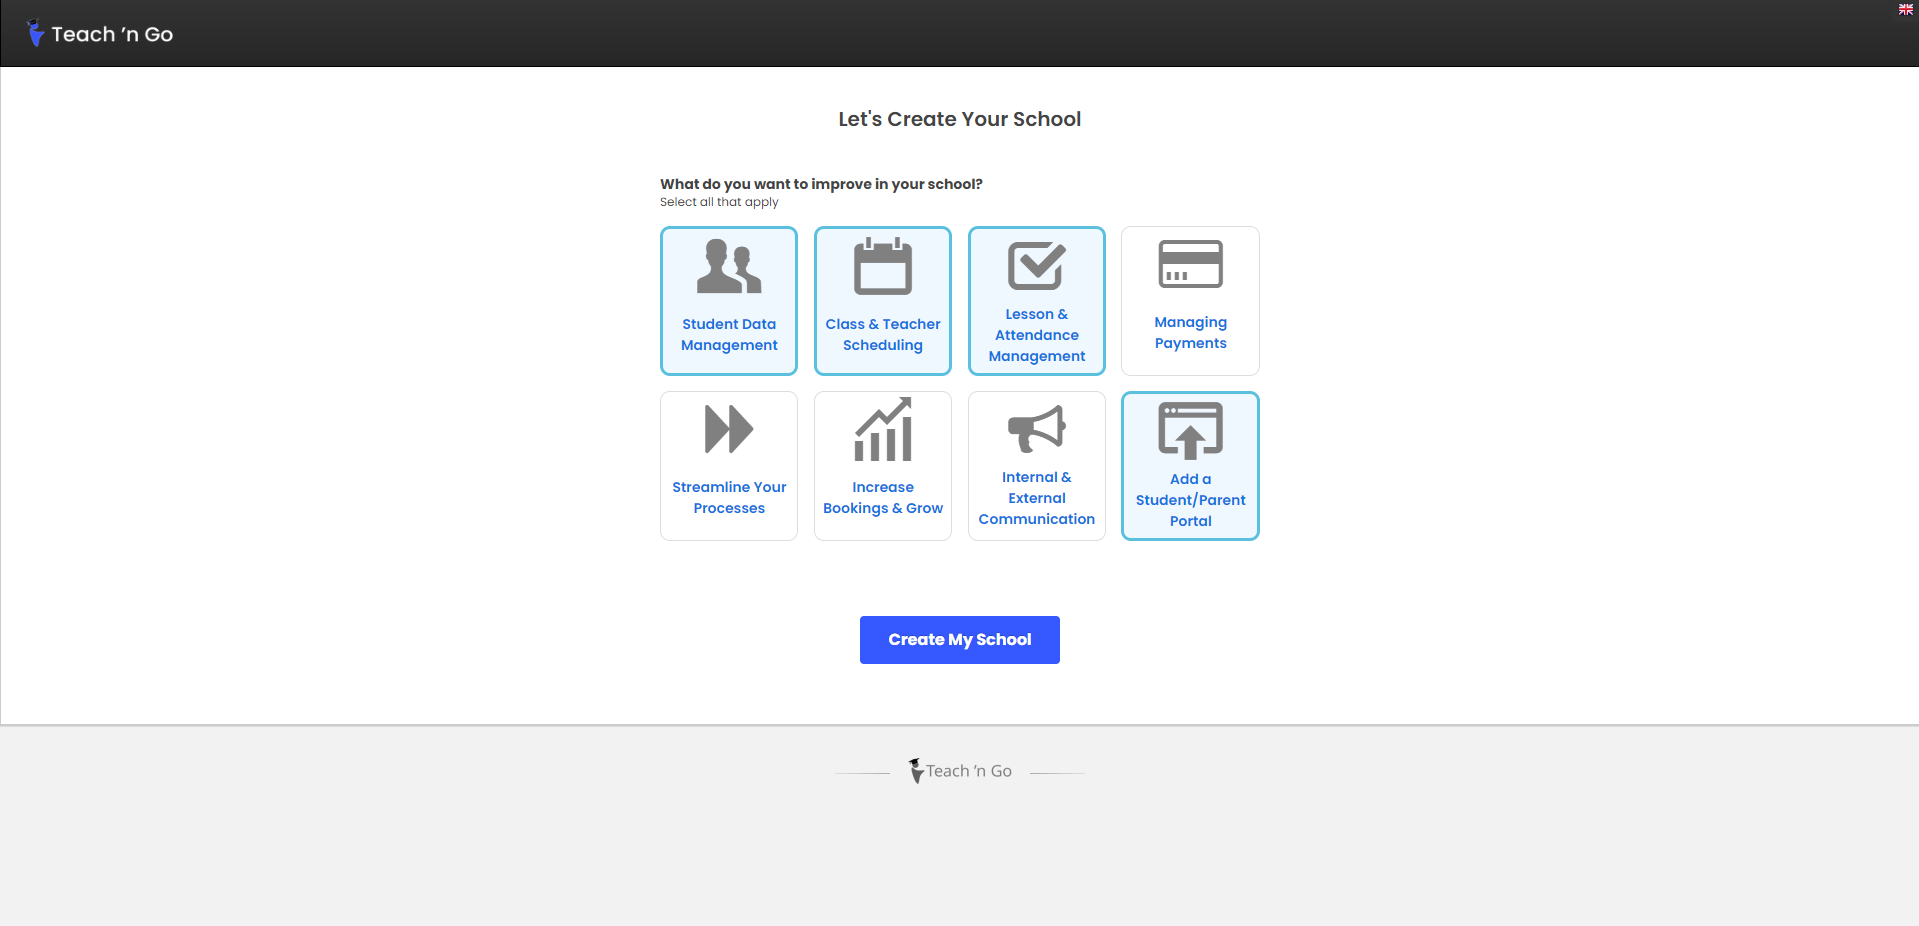 Teach 'n Go
Let's Create Your School
What do you want to improve in your school?
Select all that apply
Student Data
Management
Class & Teacher
Scheduling
Lesson &
Attendance
Management
Managing
Payments
Streamline Your
Processes
Increase
Bookings & Grow
Internal &
External
Communication
Add a
Student/Parent
Portal
Create My School
Teach 'n Go